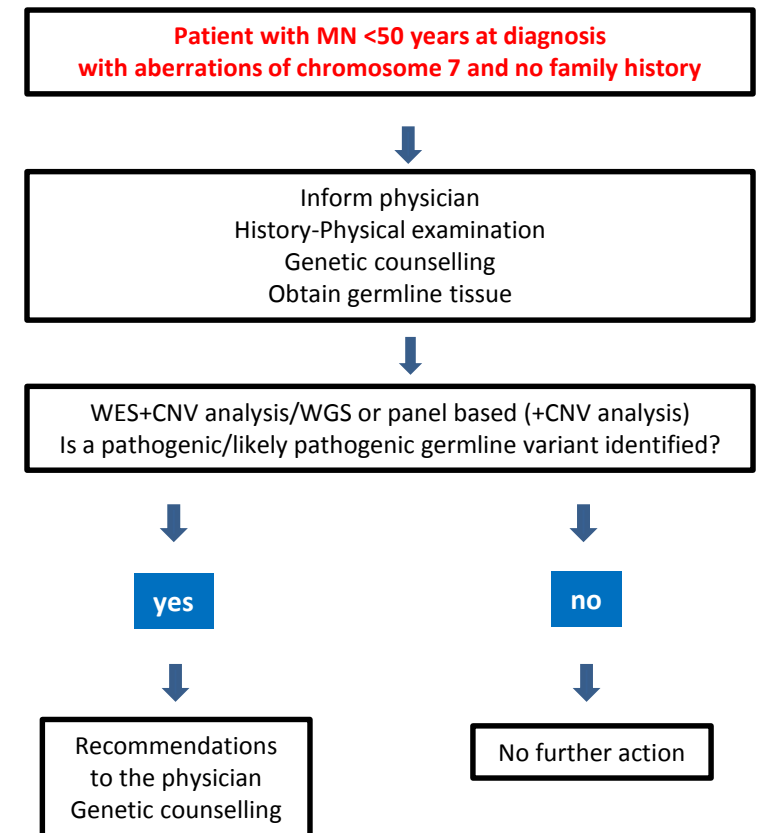 Patient with MN <50 years at diagnosis
with aberrations of chromosome 7 and no family history
Inform physician
History-Physical examination
Genetic counselling
Obtain germline tissue
WES+CNV analysis/WGS or panel based (+CNV analysis)
Is a pathogenic/likely pathogenic germline variant identified?
yes
no
Recommendations
to the physician
Genetic counselling
No further action